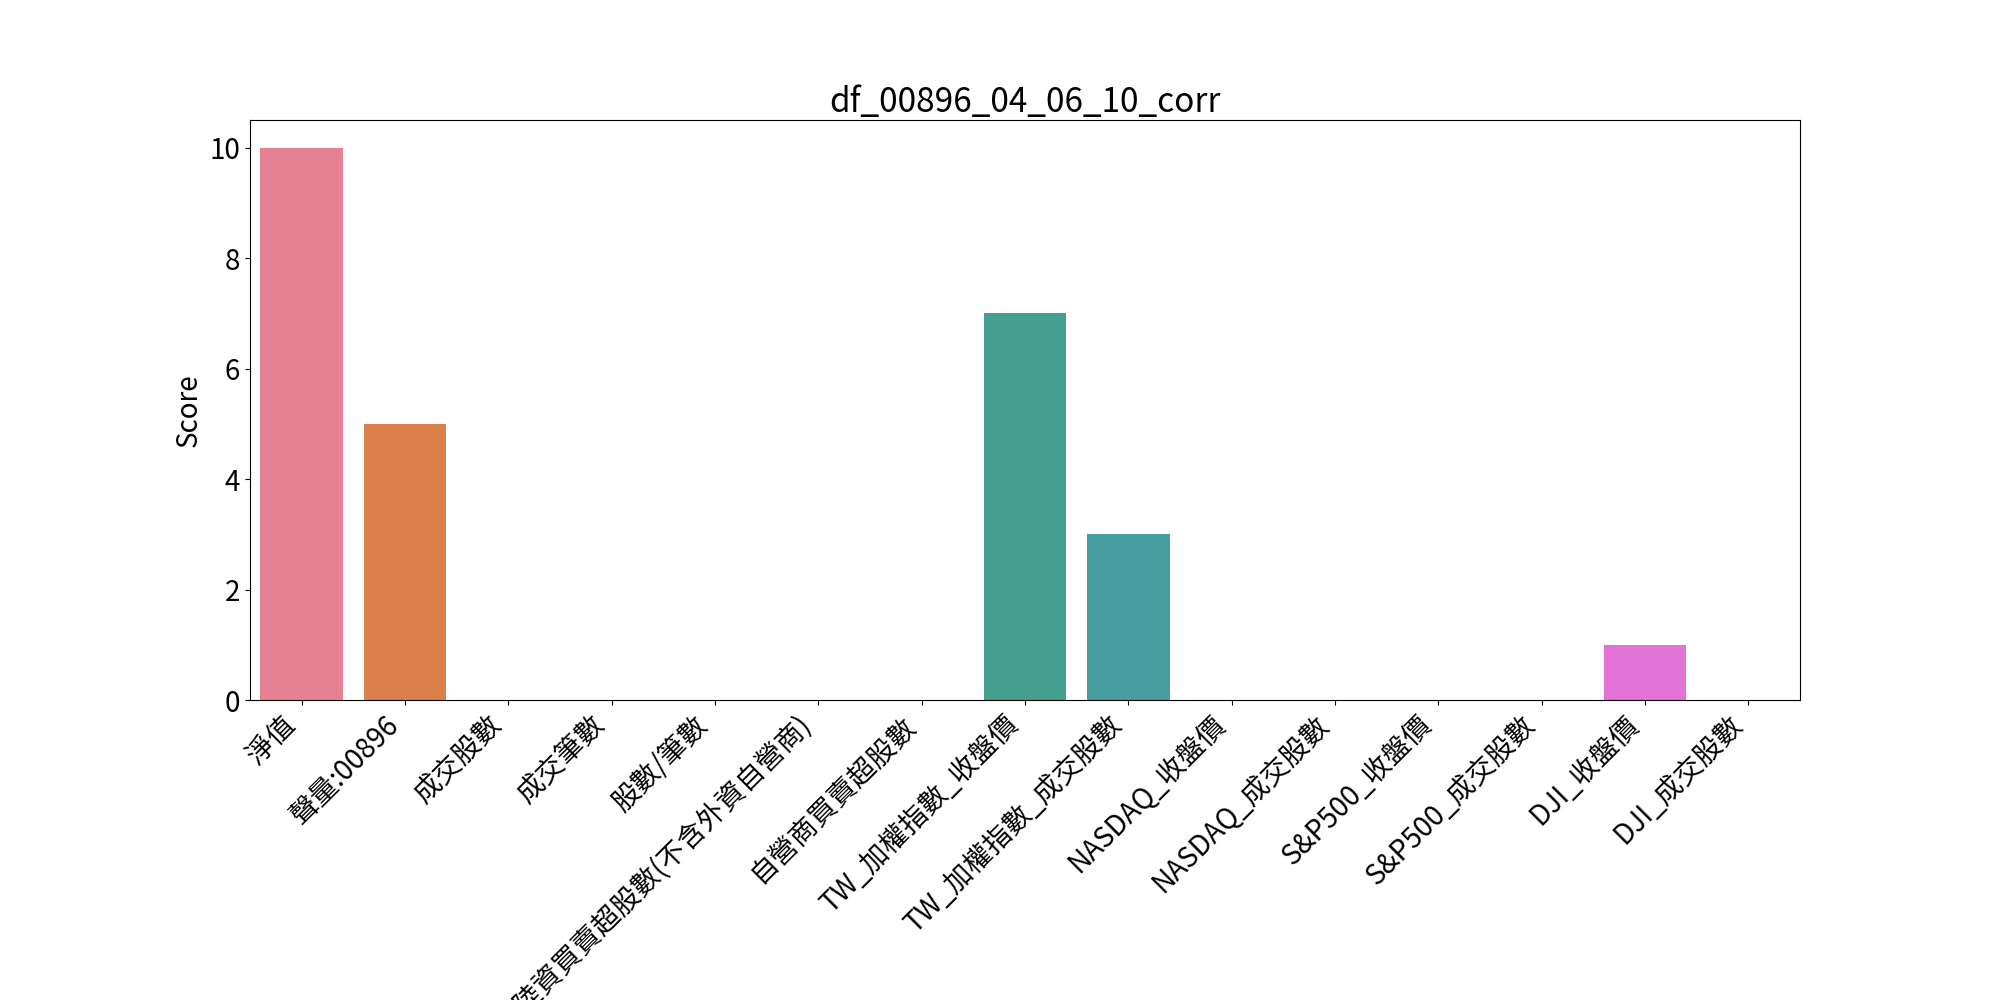 df_00896_04_06_10_corr
Score
10
8
6
4
2
0
淨值
聲量:00896
成交股數
成交筆數
股數/筆數
陸資買賣超股數(不含外資自營商)
自營商買賣超股數
TW_加權指數_收盤價
TW_加權指數_成交股數
NASDAQ_收盤價
NASDAQ_成交股數
S&P500_收盤價
S&P500_成交股數
DJI_收盤價
DJI_成交股數